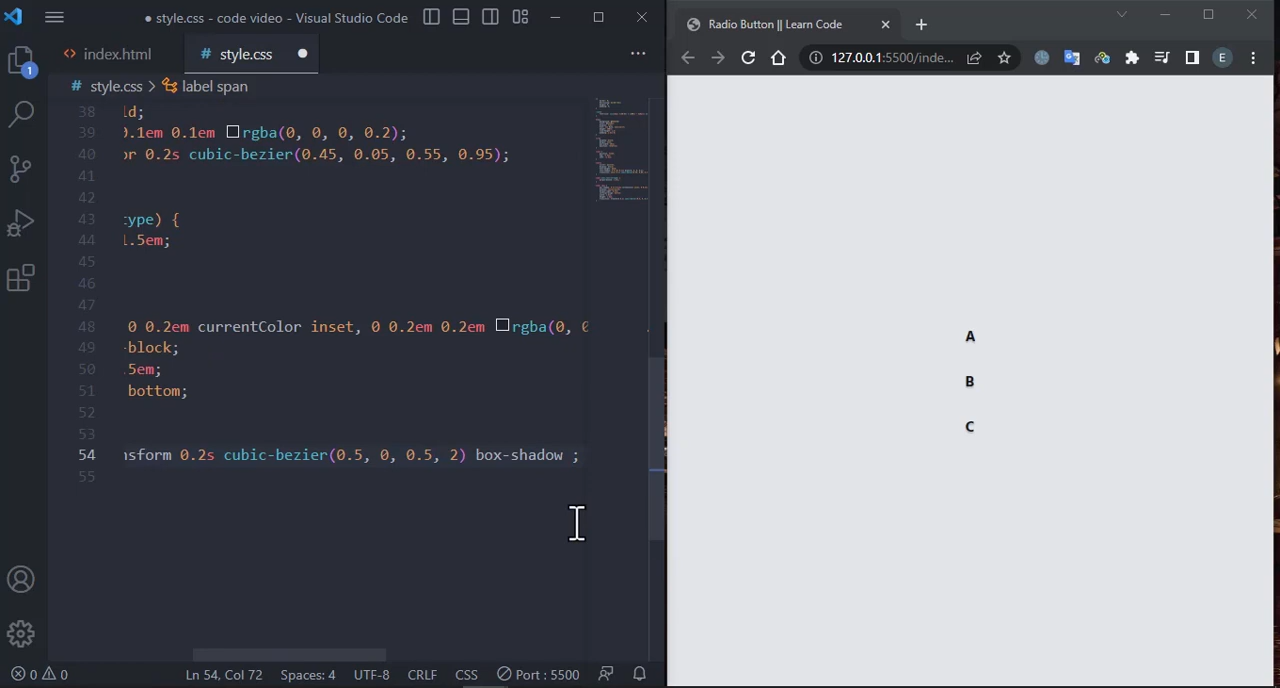 ● style.css - code video - Visual Studio Code
index.html
# style.css ●
# style.css > label span
38 ld;
39 0.1em 0.1em rgba(0, 0, 0, 0.2);
40 or 0.2s cubic-bezier(0.45, 0.05, 0.55, 0.95);
41
42
43 type) {
44 1.5em;
45
46
47
48 0 0.2em currentColor inset, 0 0.2em 0.2em rgba(0, 0
49 -block;
50 5em;
51 bottom;
52
53
54 nsform 0.2s cubic-bezier(0.5, 0, 0.5, 2) box-shadow ;
55
1
0 0 Ln 54, Col 72 Spaces: 4 UTF-8 CRLF CSS Port : 5500
Radio Button || Learn Code
127.0.0.1:5500/inde...
E
A
B
C